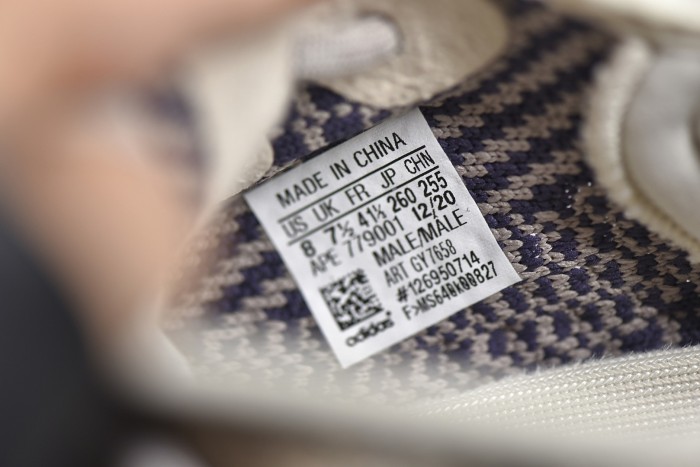 MADE IN CHINA
US UK FR JP CHN
8 7½ 41⅓ 260 255
APE 779001 12/20
MALE/MÂLE
ART GY7658
#126950714
F>MS640k00827
adidas